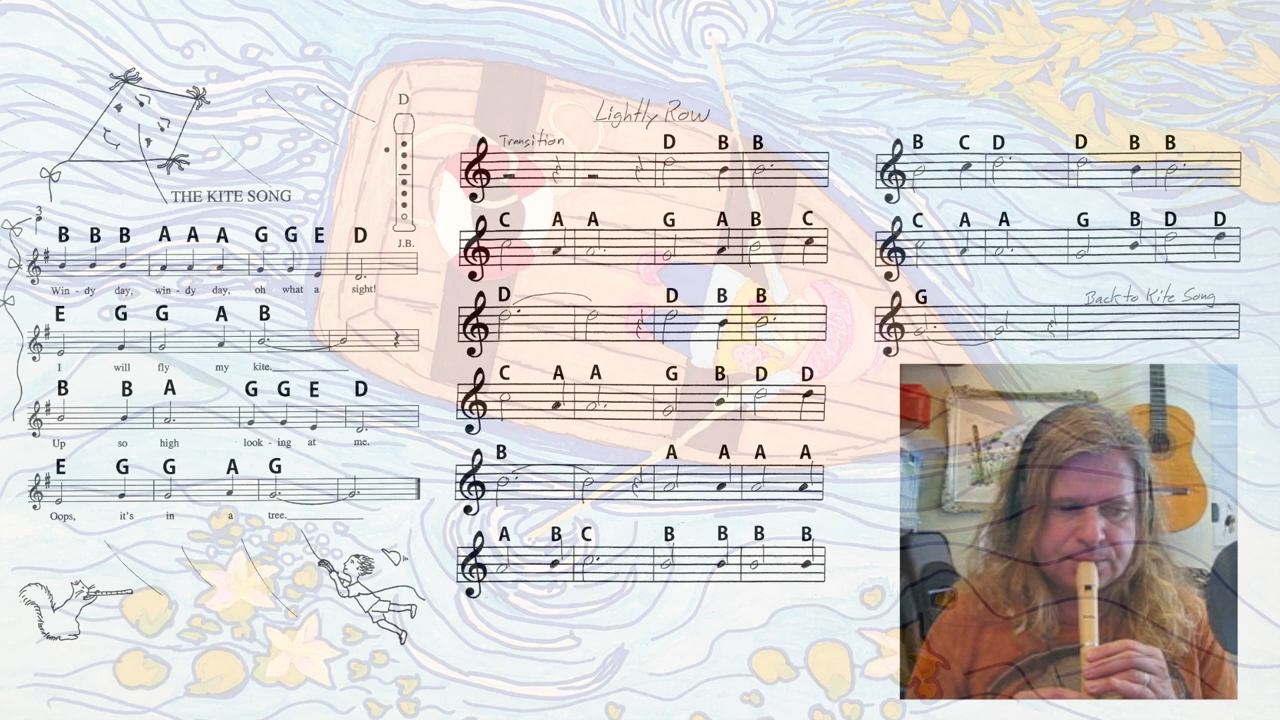 THE KITE SONG
D
J.B.
3
B B B A A A G G E D
Win - dy day, win - dy day, oh what a sight!
E G G A B
I will fly my kite.
B B A G G E D
Up so high look - ing at me.
E G G A G
Oops, it's in a tree.
Lightly Row
Transition D B B
C A A G A B C
D D B B
C A A G B D D
B A A A A
A B C B B B B
B C D D B B
C A A G B D D
G Back to Kite Song